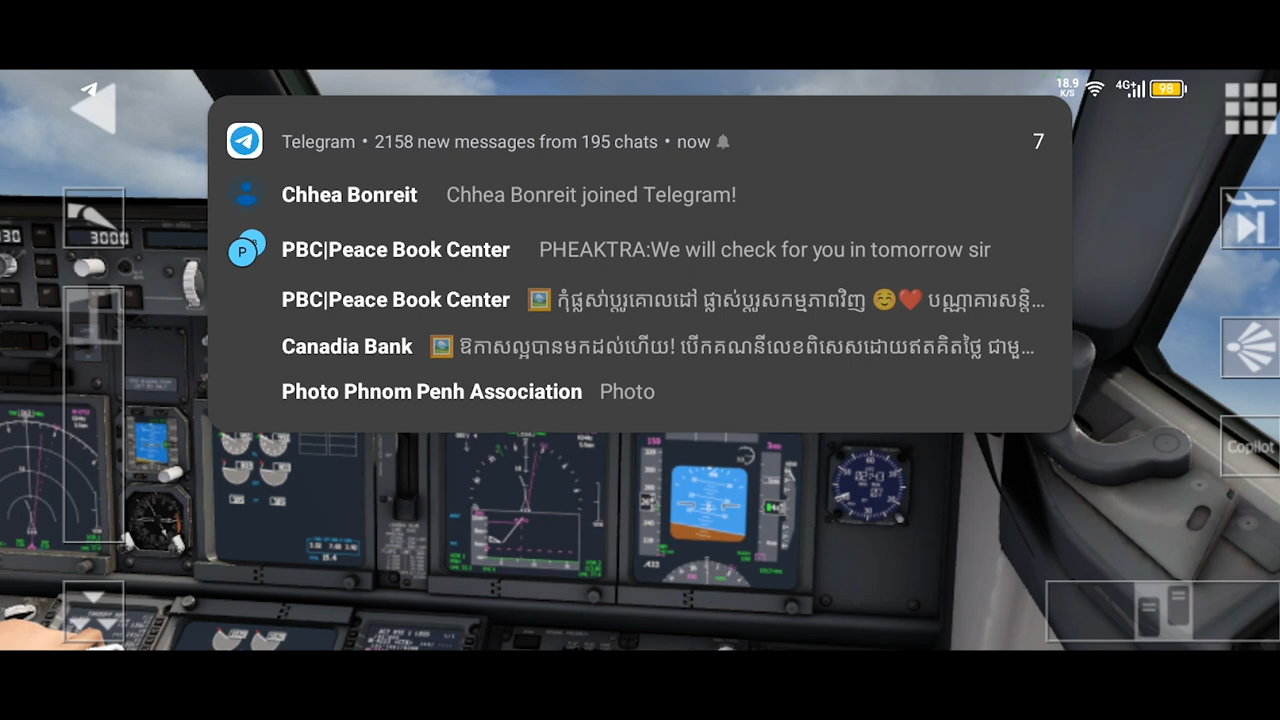 18.9
K/S
4G+
98
Telegram • 2158 new messages from 195 chats • now
7
Chhea Bonreit Chhea Bonreit joined Telegram!
P
PBC|Peace Book Center PHEAKTRA:We will check for you in tomorrow sir
PBC|Peace Book Center 🖼️ កុំផ្លាស់ប្តូរគោលដៅ ផ្លាស់ប្តូរសកម្មភាពវិញ ☺️❤️ បណ្ណាគារសន្តិ...
Canadia Bank 🖼️ ឱកាសល្អបានមកដល់ហើយ! បើកគណនីលេខពិសេសដោយឥតគិតថ្លៃ ជាមួ...
Photo Phnom Penh Association Photo
3000
Copilot